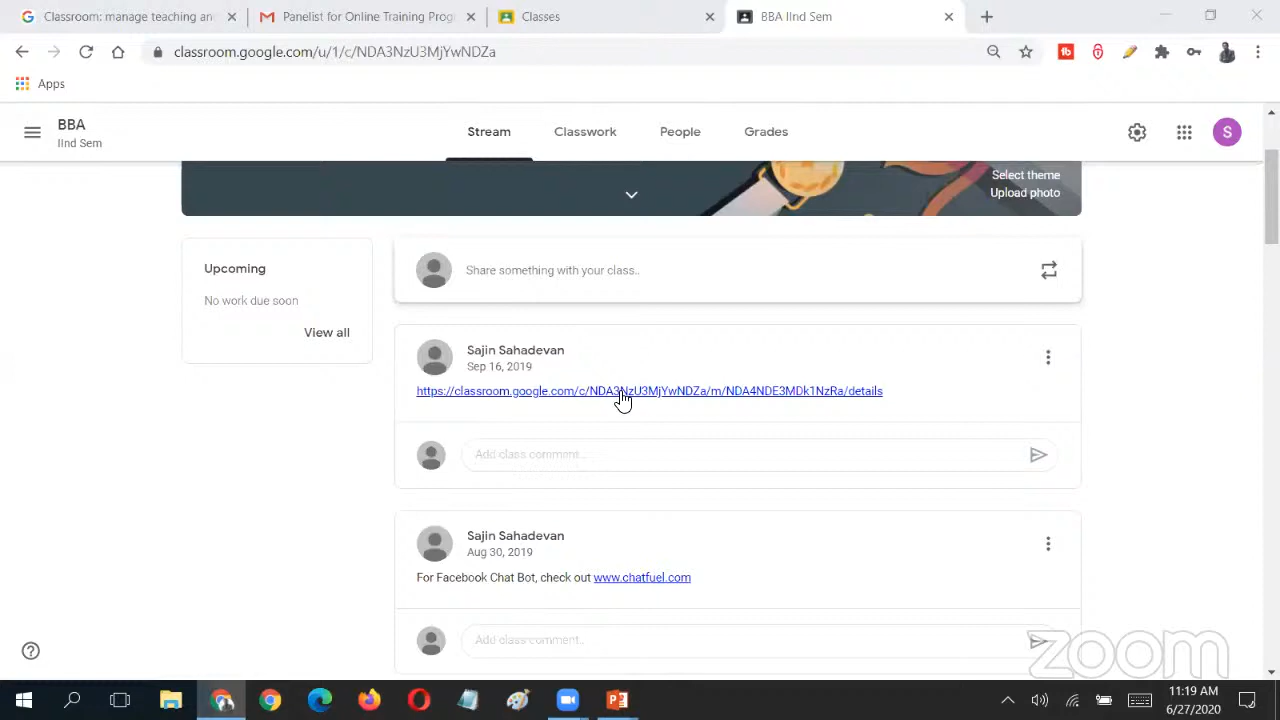 Classroom: manage teaching an
Panelist for Online Training Prog
Classes
BBA IInd Sem
classroom.google.com/u/1/c/NDA3NzU3MjYwNDZa
Apps
BBA
IInd Sem
Stream
Classwork
People
Grades
S
Select theme
Upload photo
Upcoming
No work due soon
View all
Share something with your class..
Sajin Sahadevan
Sep 16, 2019
https://classroom.google.com/c/NDA3NzU3MjYwNDZa/m/NDA4NDE3MDk1NzRa/details
Add class comment...
Sajin Sahadevan
Aug 30, 2019
For Facebook Chat Bot, check out www.chatfuel.com
Add class comment..
zoom
11:19 AM
6/27/2020